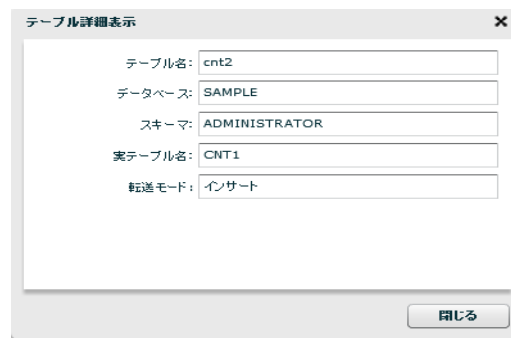 テーブル詳細表示
テーブル名: cnt2
データベース: SAMPLE
スキーマ: ADMINISTRATOR
実テーブル名: CNT1
転送モード: インサート
閉じる